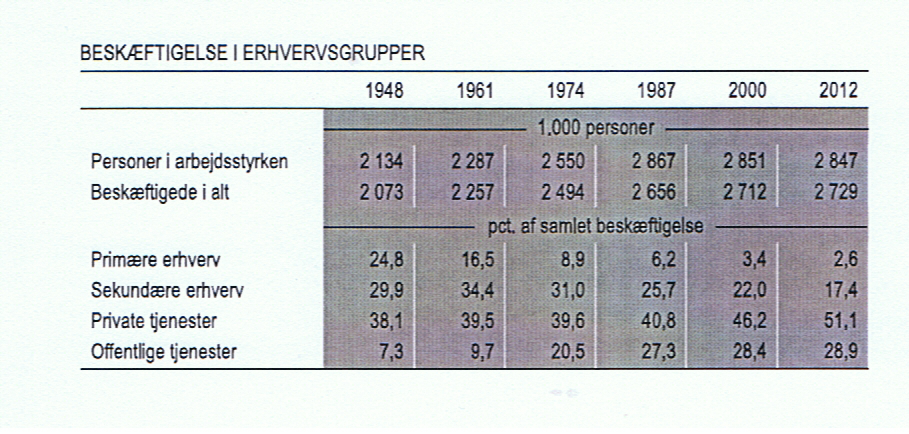 BESKÆFTIGELSE I ERHVERVSGRUPPER
1948 1961 1974 1987 2000 2012
1.000 personer
Personer i arbejdsstyrken 2 134 2 287 2 550 2 867 2 851 2 847
Beskæftigede i alt 2 073 2 257 2 494 2 656 2 712 2 729
pct. af samlet beskæftigelse
Primære erhverv 24,8 16,5 8,9 6,2 3,4 2,6
Sekundære erhverv 29,9 34,4 31,0 25,7 22,0 17,4
Private tjenester 38,1 39,5 39,6 40,8 46,2 51,1
Offentlige tjenester 7,3 9,7 20,5 27,3 28,4 28,9